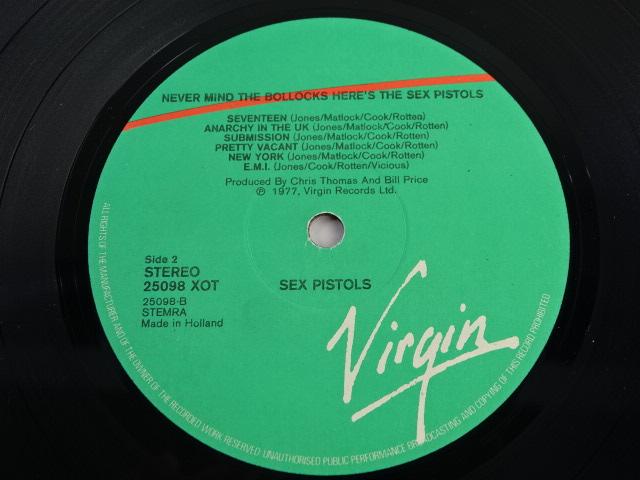 NEVER MIND THE BOLLOCKS HERE'S THE SEX PISTOLS
SEVENTEEN (Jones/Matlock/Cook/Rotten)
ANARCHY IN THE UK (Jones/Matlock/Cook/Rotten)
SUBMISSION (Jones/Matlock/Cook/Rotten)
PRETTY VACANT (Jones/Matlock/Cook/Rotten)
NEW YORK (Jones/Matlock/Cook/Rotten)
E.M.I. (Jones/Cook/Rotten/Vicious)
Produced By Chris Thomas And Bill Price
℗ 1977, Virgin Records Ltd.
Side 2
STEREO
25098 XOT
25098-B
STEMRA
Made in Holland
SEX PISTOLS
Virgin
ALL RIGHTS OF THE MANUFACTURER AND OF THE OWNER OF THE RECORDED WORK RESERVED. UNAUTHORISED PUBLIC PERFORMANCE BROADCASTING AND COPYING OF THIS RECORD PROHIBITED